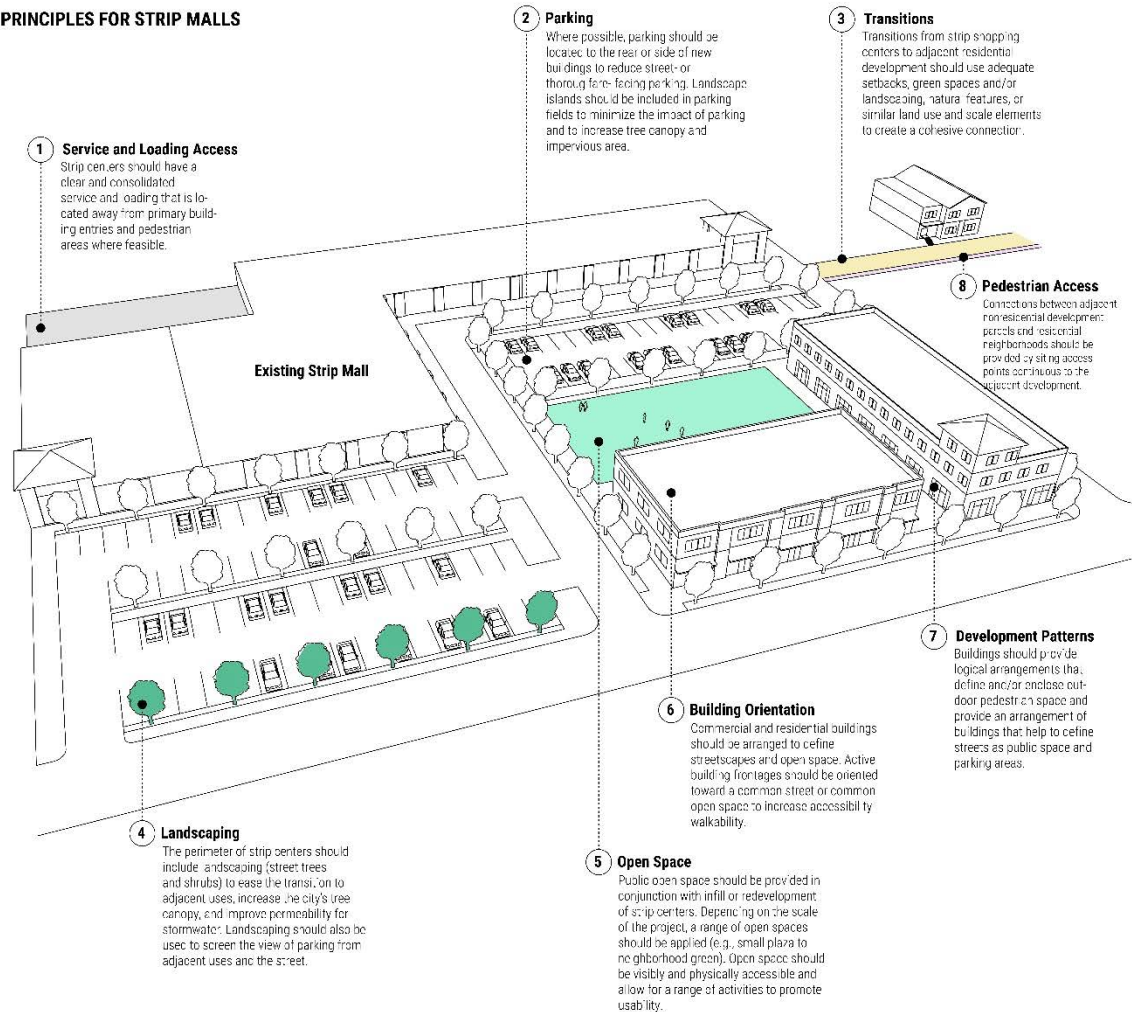 PRINCIPLES FOR STRIP MALLS
1 Service and Loading Access
Strip centers should have a
clear and consolidated
service and loading that is lo-
cated away from primary build-
ing entries and pedestrian
areas where feasible.
2 Parking
Where possible, parking should be
located to the rear or side of new
buildings to reduce street- or
thoroughfare- facing parking. Landscape
islands should be included in parking
fields to minimize the impact of parking
and to increase tree canopy and
impervious area.
3 Transitions
Transitions from strip shopping
centers to adjacent residential
development should use adequate
setbacks, green spaces and/or
landscaping, natural features, or
similar land use and scale elements
to create a cohesive connection.
8 Pedestrian Access
Connections between adjacent
nonresidential development
parcels and residential
neighborhoods should be
provided by siting access
points continuous to the
adjacent development.
Existing Strip Mall
7 Development Patterns
Buildings should provide
logical arrangements that
define and/or enclose out-
door pedestrian space and
provide an arrangement of
buildings that help to define
streets as public space and
parking areas.
6 Building Orientation
Commercial and residential buildings
should be arranged to define
streetscapes and open space. Active
building frontages should be oriented
toward a common street or common
open space to increase accessibility
walkability.
4 Landscaping
The perimeter of strip centers should
include landscaping (street trees
and shrubs) to ease the transition to
adjacent uses, increase the city's tree
canopy, and improve permeability for
stormwater. Landscaping should also be
used to screen the view of parking from
adjacent uses and the street.
5 Open Space
Public open space should be provided in
conjunction with infill or redevelopment
of strip centers. Depending on the scale
of the project, a range of open spaces
should be applied (e.g., small plaza to
neighborhood green). Open space should
be visibly and physically accessible and
allow for a range of activities to promote
usability.